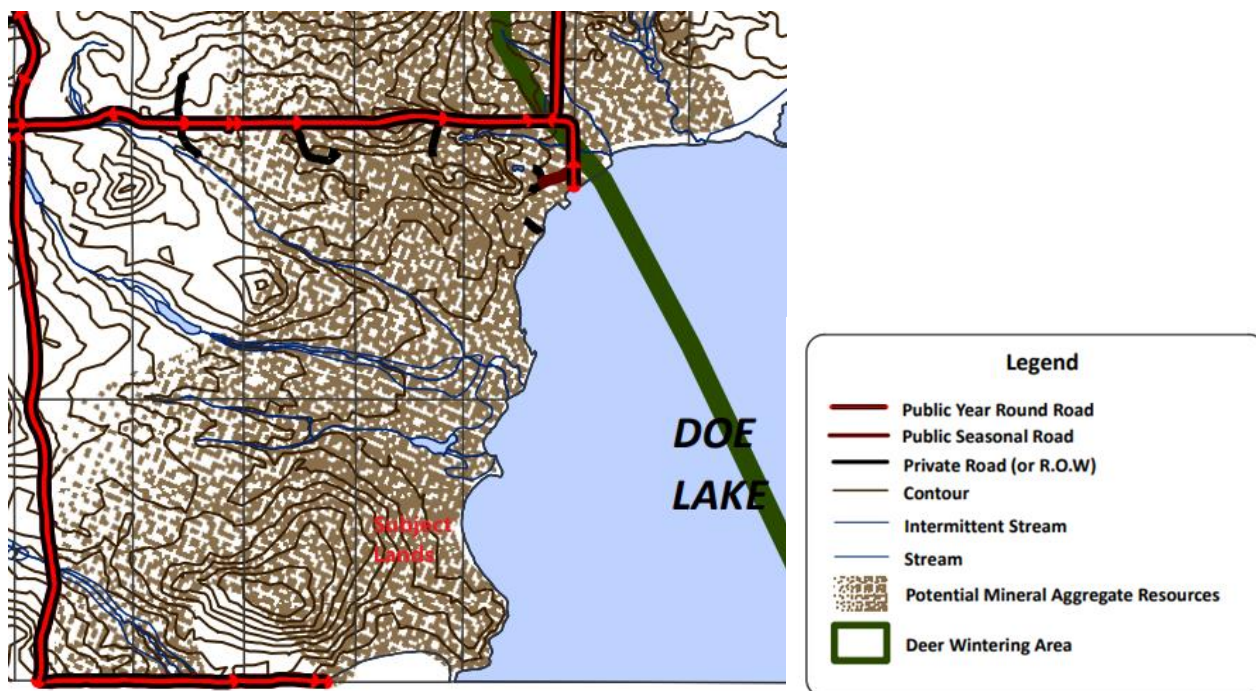 DOE
LAKE
Subject
Lands
Legend
Public Year Round Road
Public Seasonal Road
Private Road (or R.O.W)
Contour
Intermittent Stream
Stream
Potential Mineral Aggregate Resources
Deer Wintering Area